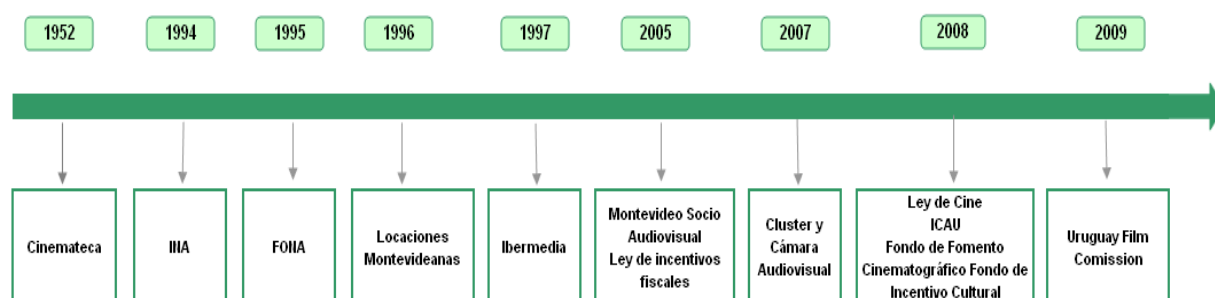 1952
1994
1995
1996
1997
2005
2007
2008
2009
Cinemateca
INA
FONA
Locaciones
Montevideanas
Ibermedia
Montevideo Socio
Audiovisual
Ley de incentivos
fiscales
Cluster y
Cámara
Audiovisual
Ley de Cine
ICAU
Fondo de Fomento
Cinematográfico Fondo de
Incentivo Cultural
Uruguay Film
Comission